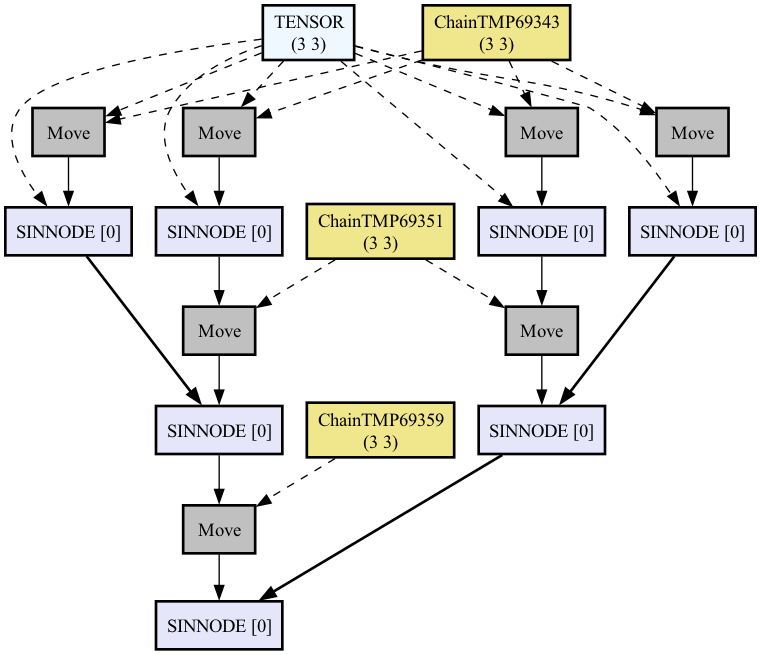 TENSOR
(3 3)
ChainTMP69343
(3 3)
Move
Move
Move
Move
SINNODE [0]
SINNODE [0]
ChainTMP69351
(3 3)
SINNODE [0]
SINNODE [0]
Move
Move
SINNODE [0]
ChainTMP69359
(3 3)
SINNODE [0]
Move
SINNODE [0]